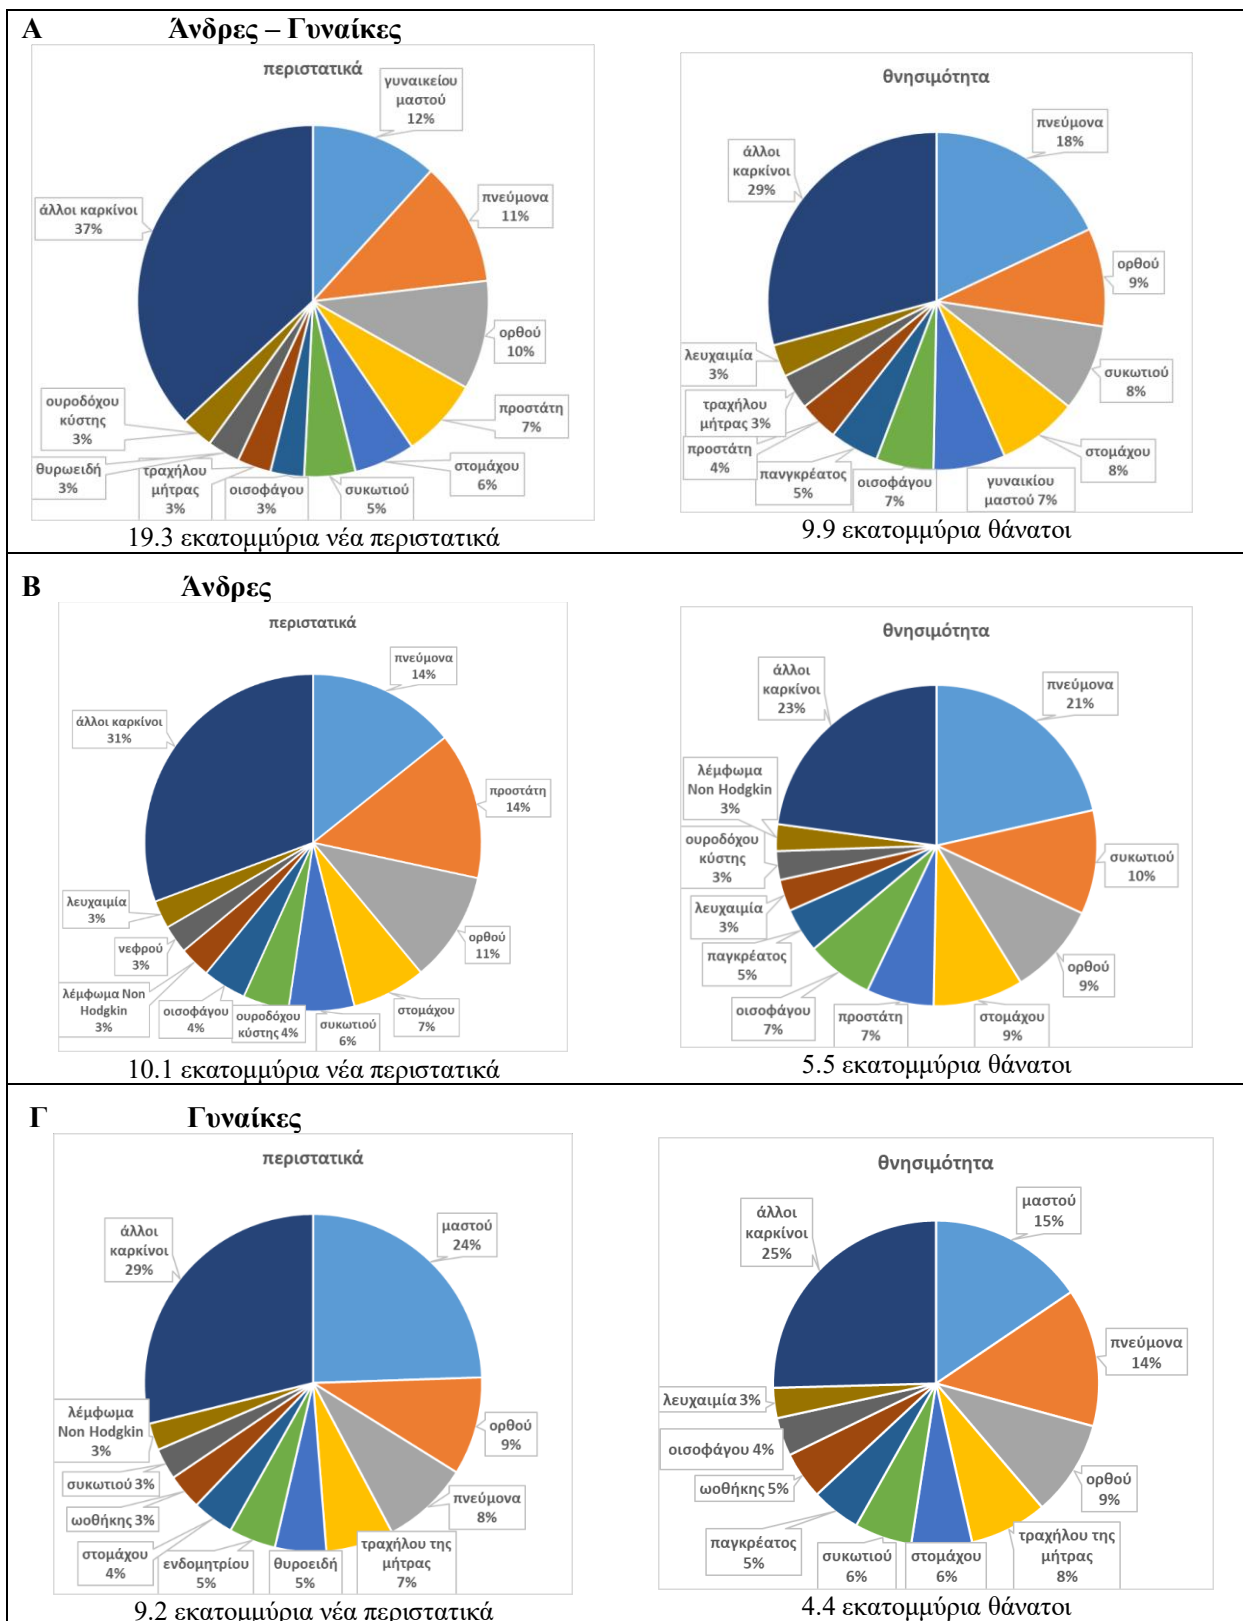 Α Άνδρες – Γυναίκες
περιστατικά
γυναικείου
μαστού
12%
πνεύμονα
11%
ορθού
10%
προστάτη
7%
στομάχου
6%
συκωτιού
5%
οισοφάγου
3%
τραχήλου
μήτρας
3%
θυρωειδή
3%
ουροδόχου
κύστης
3%
άλλοι καρκίνοι
37%
19.3 εκατομμύρια νέα περιστατικά
θνησιμότητα
πνεύμονα
18%
ορθού
9%
συκωτιού
8%
στομάχου
8%
γυναικίου
μαστού 7%
οισοφάγου
7%
πανγκρέατος
5%
προστάτη
4%
τραχήλου
μήτρας 3%
λευχαιμία
3%
άλλοι
καρκίνοι
29%
9.9 εκατομμύρια θάνατοι
Β Άνδρες
περιστατικά
πνεύμονα
14%
προστάτη
14%
ορθού
11%
στομάχου
7%
συκωτιού
6%
ουροδόχου
κύστης 4%
οισοφάγου
4%
λέμφωμα Non
Hodgkin
3%
νεφρού
3%
λευχαιμία
3%
άλλοι καρκίνοι
31%
10.1 εκατομμύρια νέα περιστατικά
θνησιμότητα
πνεύμονα
21%
συκωτιού
10%
ορθού
9%
στομάχου
9%
προστάτη
7%
οισοφάγου
7%
παγκρέατος
5%
λευχαιμία
3%
ουροδόχου
κύστης
3%
λέμφωμα
Non Hodgkin
3%
άλλοι
καρκίνοι
23%
5.5 εκατομμύρια θάνατοι
Γ Γυναίκες
περιστατικά
μαστού
24%
ορθού
9%
πνεύμονα
8%
τραχήλου της
μήτρας
7%
θυροειδή
5%
ενδομητρίου
5%
στομάχου
4%
ωοθήκης 3%
συκωτιού 3%
λέμφωμα
Non Hodgkin
3%
άλλοι
καρκίνοι
29%
9.2 εκατομμύρια νέα περιστατικά
θνησιμότητα
μαστού
15%
πνεύμονα
14%
ορθού
9%
τραχήλου της
μήτρας
8%
στομάχου
6%
συκωτιού
6%
παγκρέατος
5%
ωοθήκης 5%
οισοφάγου 4%
λευχαιμία 3%
άλλοι
καρκίνοι
25%
4.4 εκατομμύρια θάνατοι